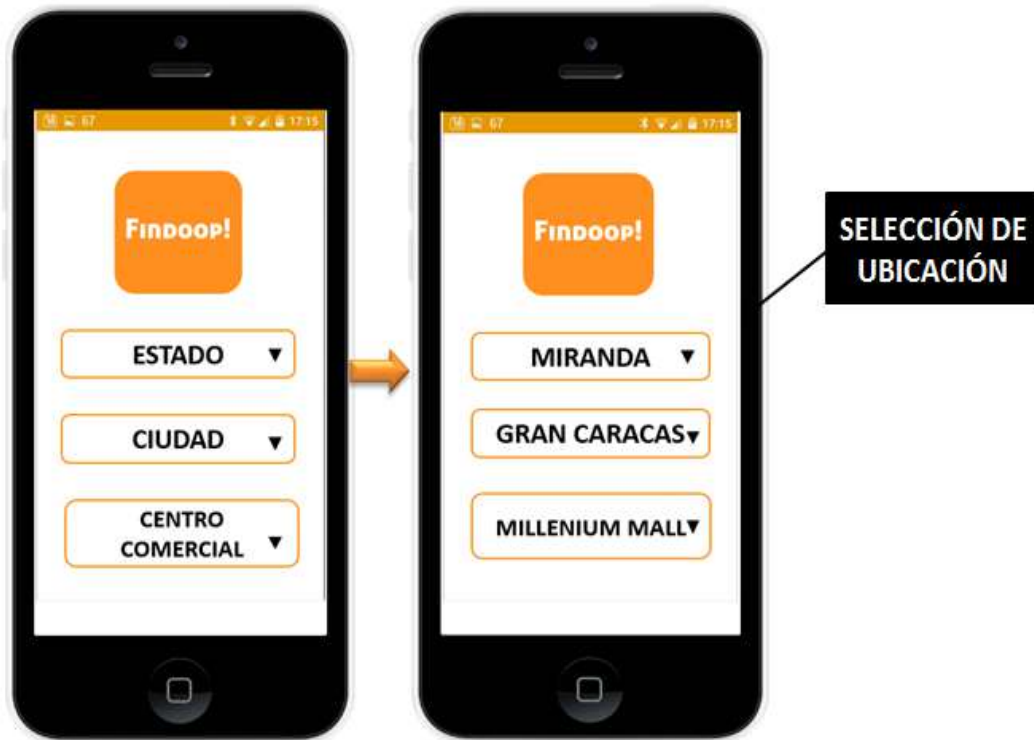 67 17:15
FINDOOP!
ESTADO ▼
CIUDAD ▼
CENTRO
COMERCIAL ▼
67 17:15
FINDOOP!
MIRANDA ▼
GRAN CARACAS ▼
MILLENIUM MALL ▼
SELECCIÓN DE
UBICACIÓN